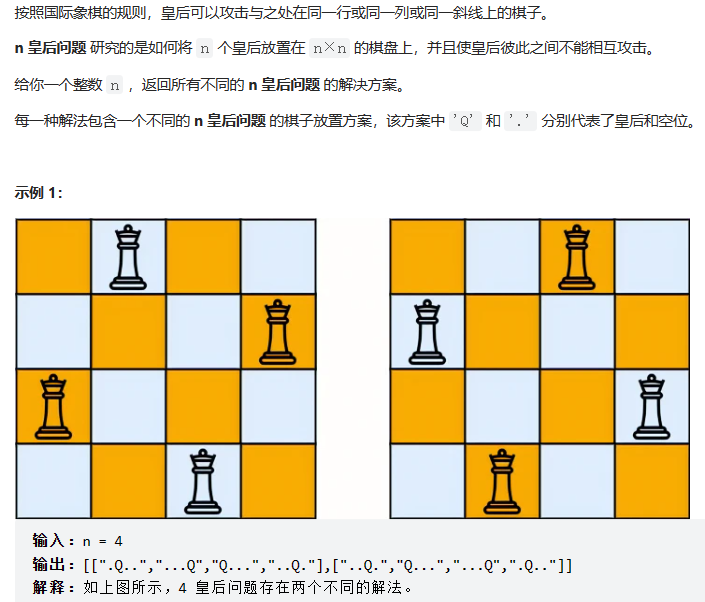 按照国际象棋的规则，皇后可以攻击与之处在同一行或同一列或同一斜线上的棋子。
n 皇后问题 研究的是如何将 n 个皇后放置在 n×n 的棋盘上，并且使皇后彼此之间不能相互攻击。
给你一个整数 n ，返回所有不同的 n 皇后问题 的解决方案。
每一种解法包含一个不同的 n 皇后问题 的棋子放置方案，该方案中 'Q' 和 '.' 分别代表了皇后和空位。
示例 1：
输入：n = 4
输出：[[".Q..","...Q","Q...","..Q."],["..Q.","Q...","...Q",".Q.."]]
解释：如上图所示，4 皇后问题存在两个不同的解法。